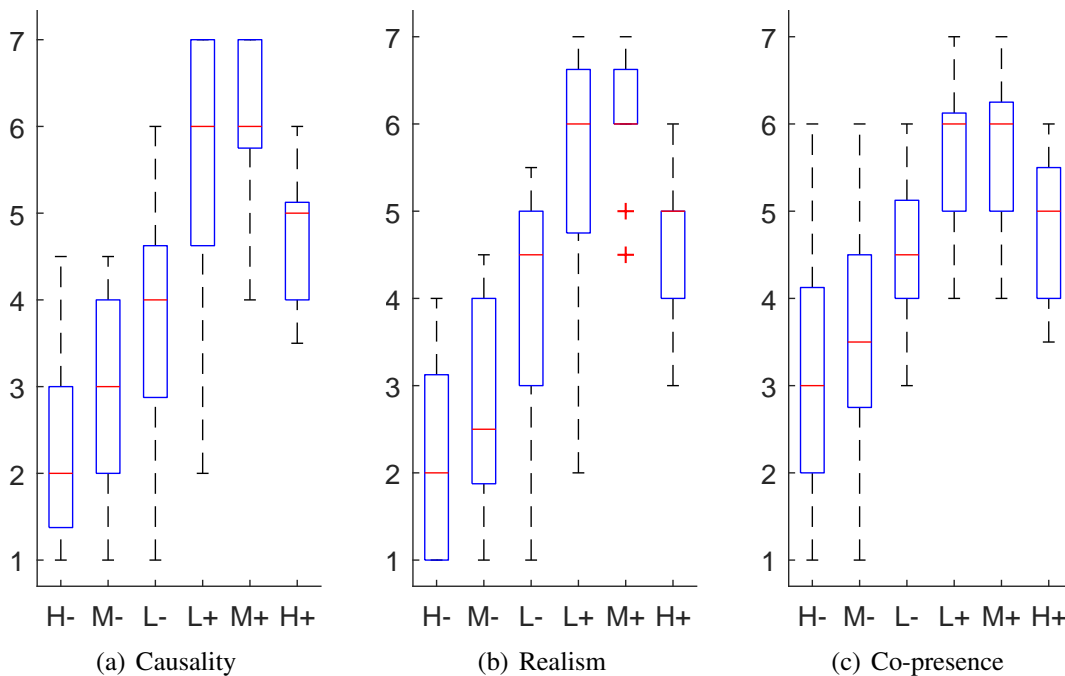 7 7 7
6 6 6
5 5 5
4 4 4
3 3 3
2 2 2
1 1 1
H- M- L- L+ M+ H+ H- M- L- L+ M+ H+ H- M- L- L+ M+ H+
(a) Causality (b) Realism (c) Co-presence